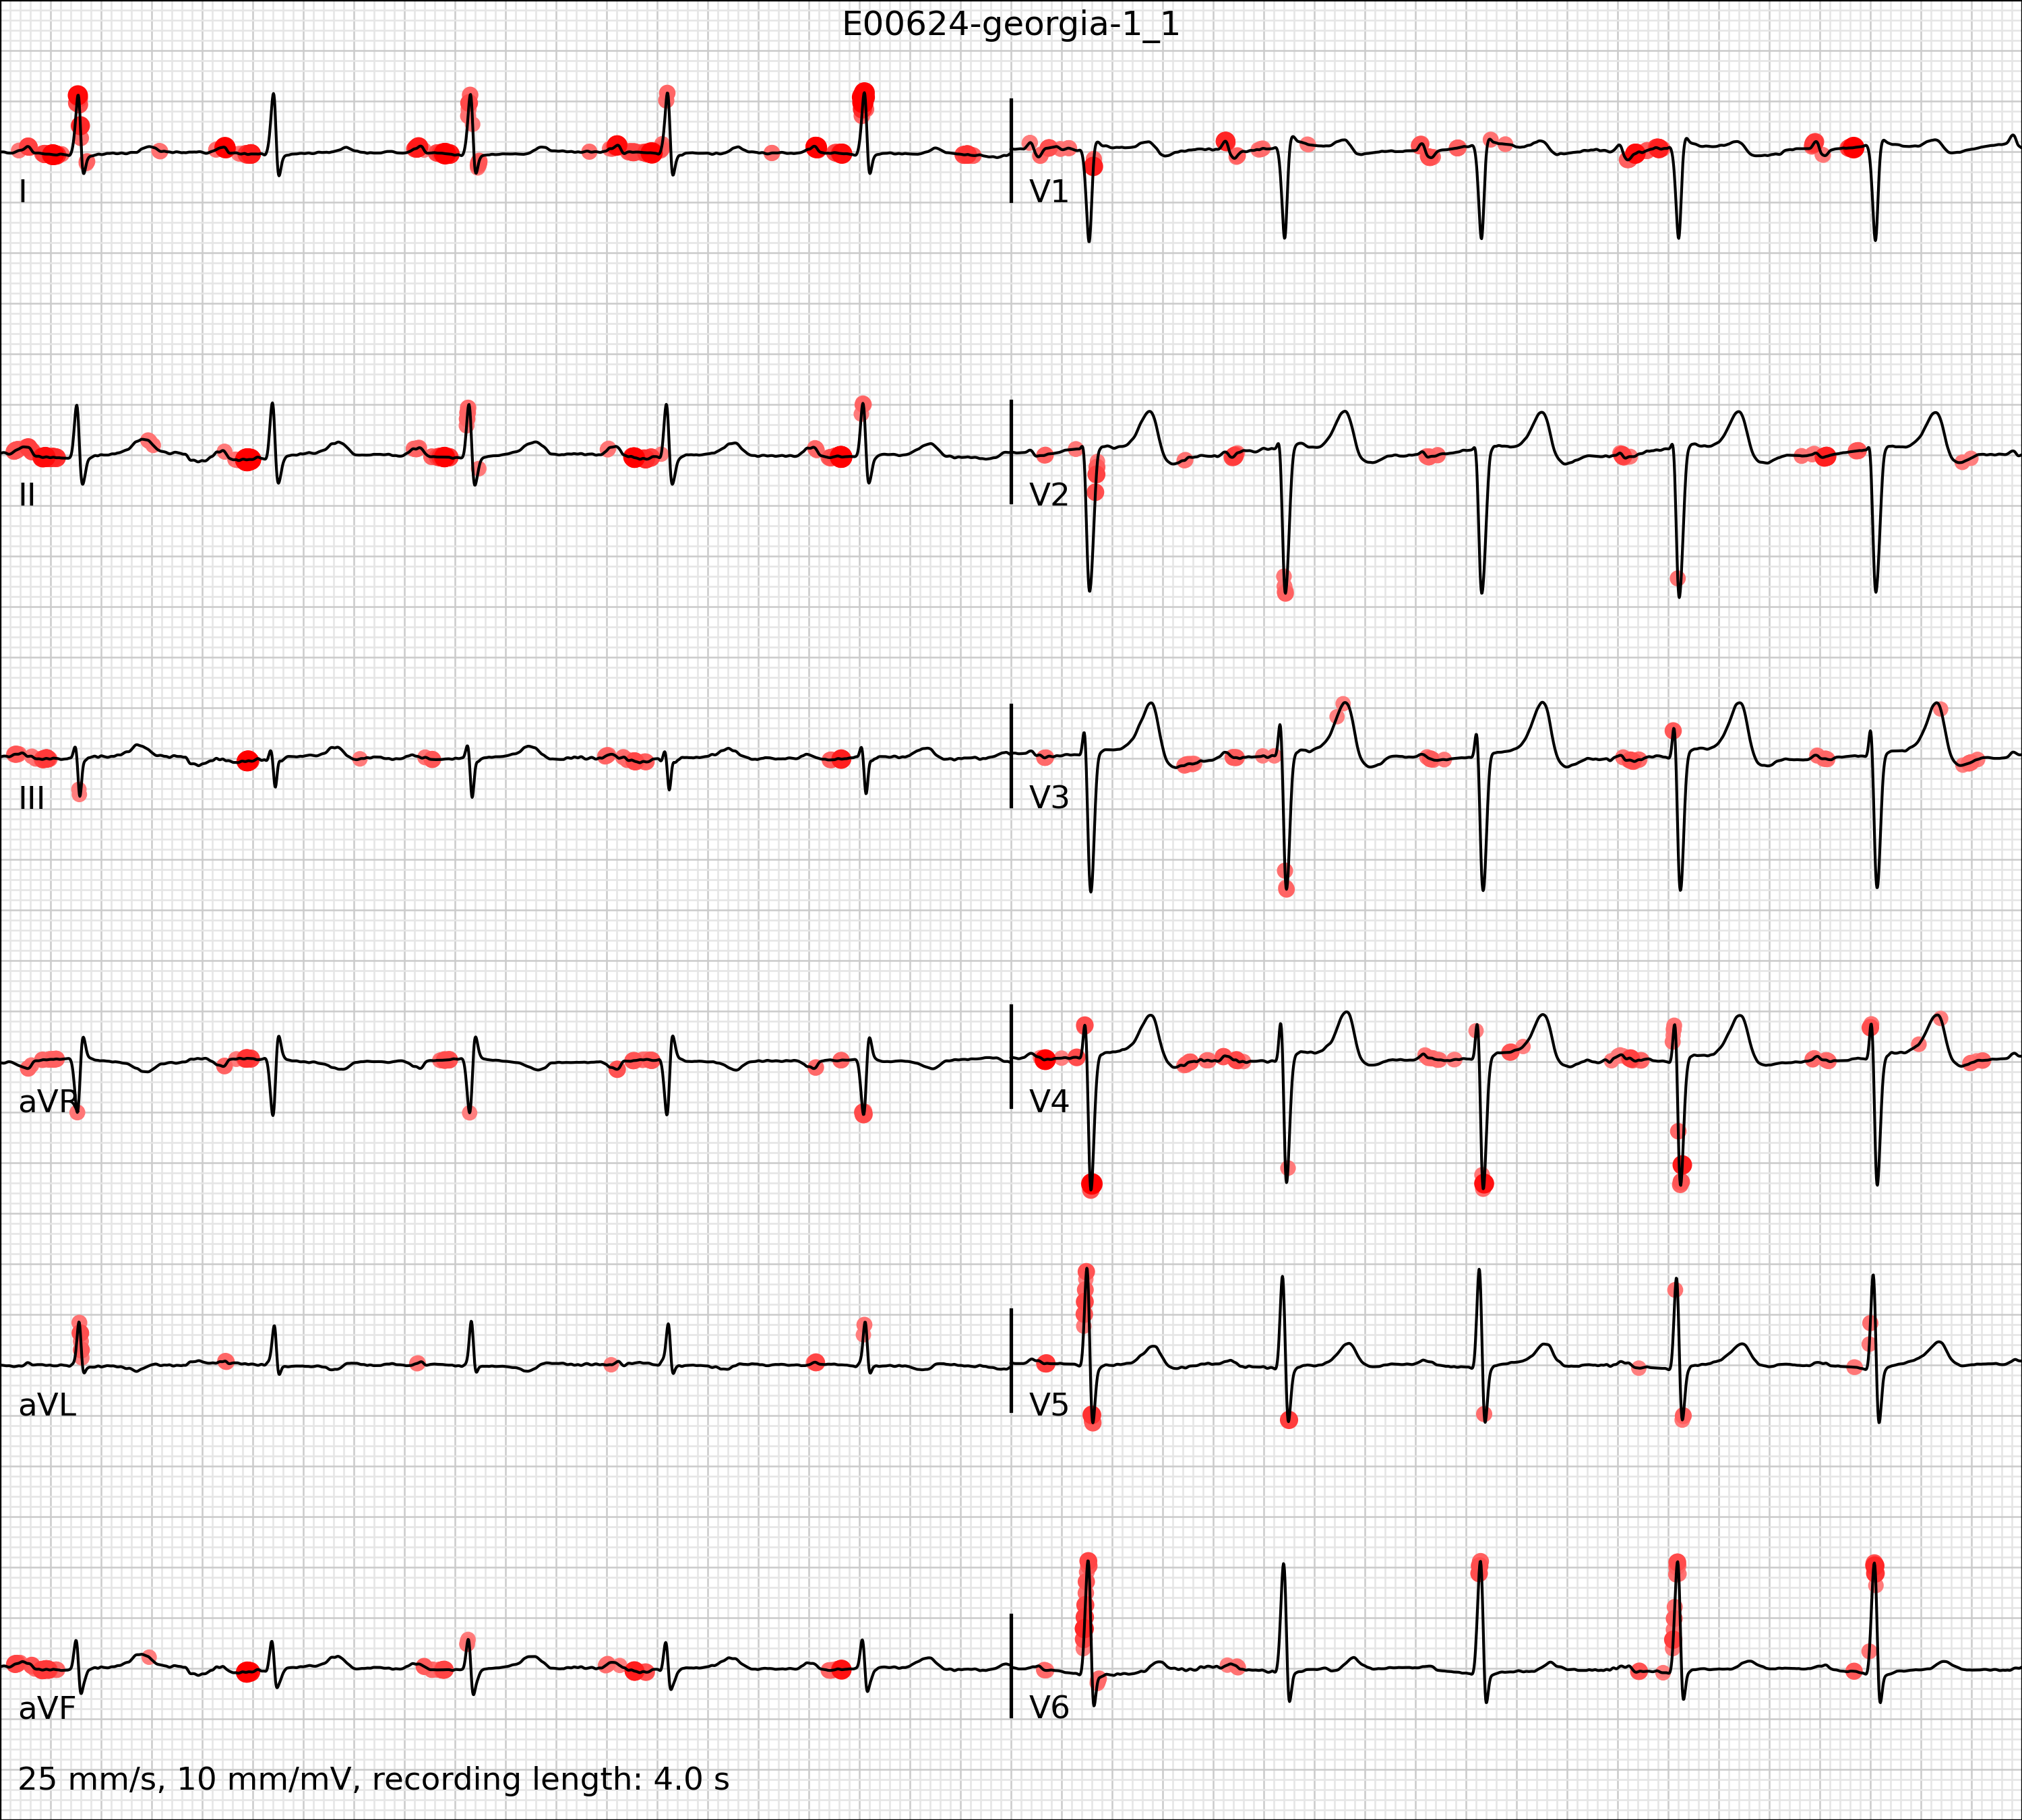 E00624-georgia-1_1
I
V1
II
V2
III
V3
aVR
V4
aVL
V5
aVF
V6
25 mm/s, 10 mm/mV, recording length: 4.0 s